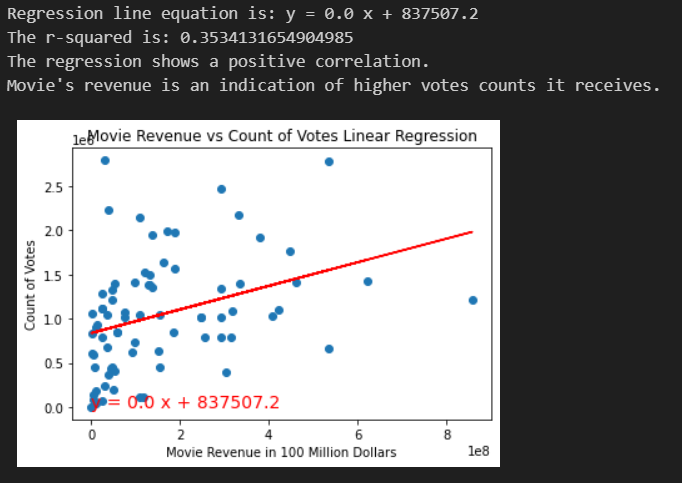 Regression line equation is: y = 0.0 x + 837507.2
The r-squared is: 0.3534131654904985
The regression shows a positive correlation.
Movie's revenue is an indication of higher votes counts it receives.
Movie Revenue vs Count of Votes Linear Regression
1e6
2.5
2.0
1.5
1.0
0.5
0.0
Count of Votes
y = 0.0 x + 837507.2
0 2 4 6 8
1e8
Movie Revenue in 100 Million Dollars